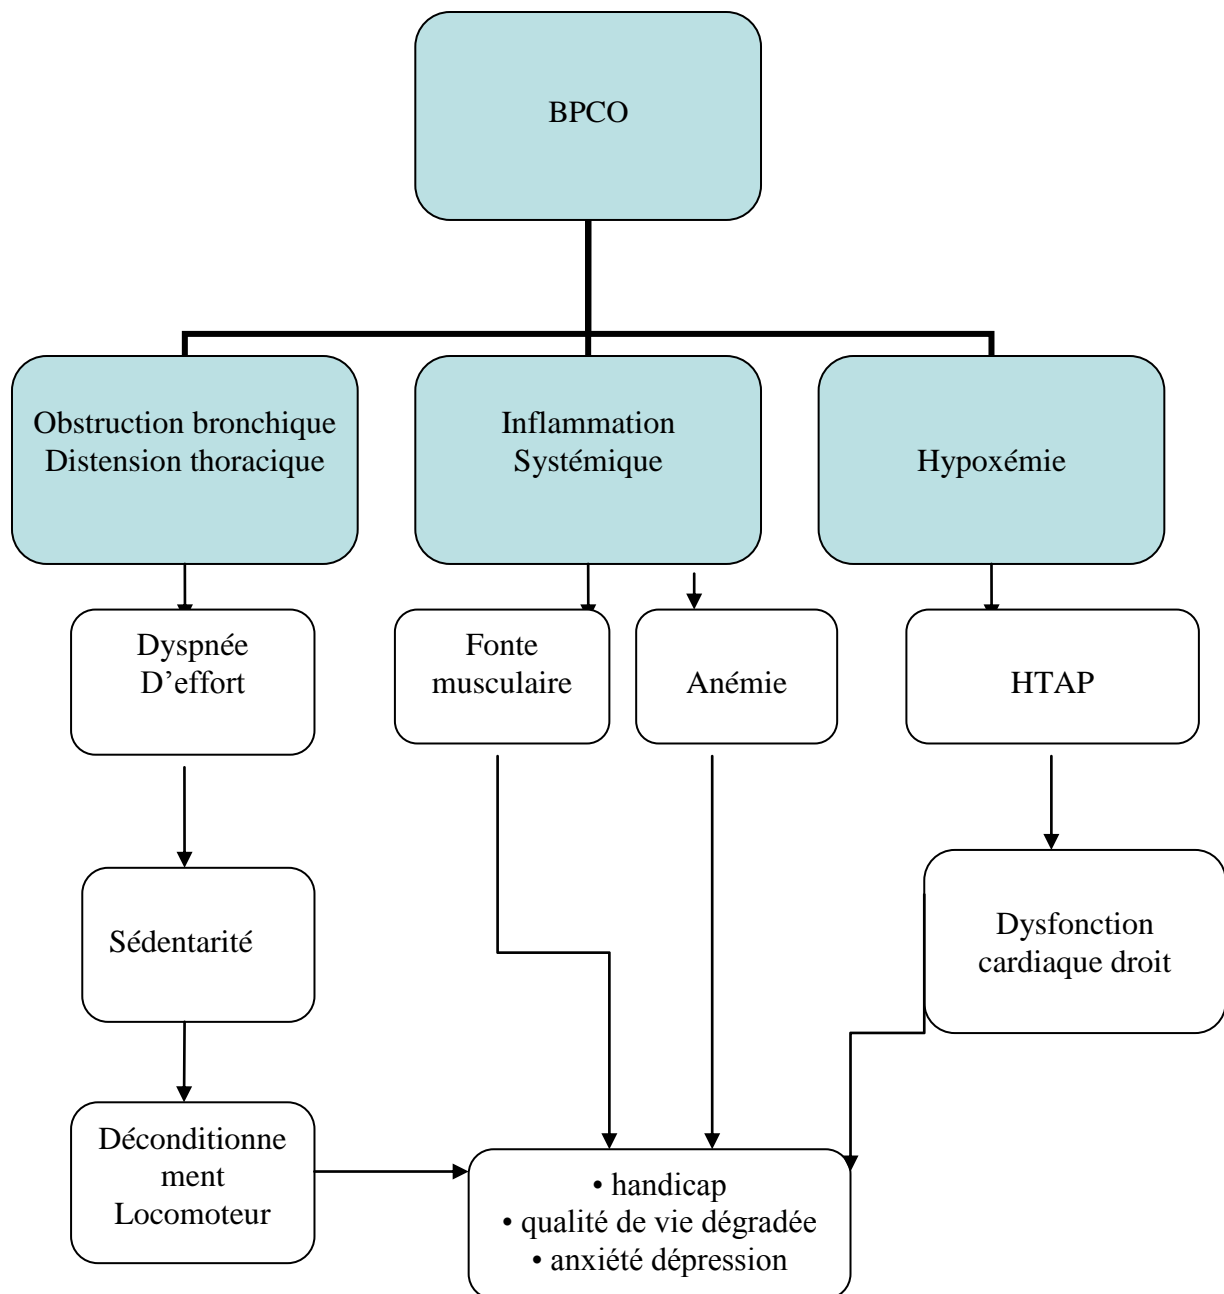 BPCO
Obstruction bronchique
Distension thoracique
Inflammation
Systémique
Hypoxémie
Dyspnée
D’effort
Fonte
musculaire
Anémie
HTAP
Sédentarité
Dysfonction
cardiaque droit
Déconditionne
ment
Locomoteur
• handicap
• qualité de vie dégradée
• anxiété dépression